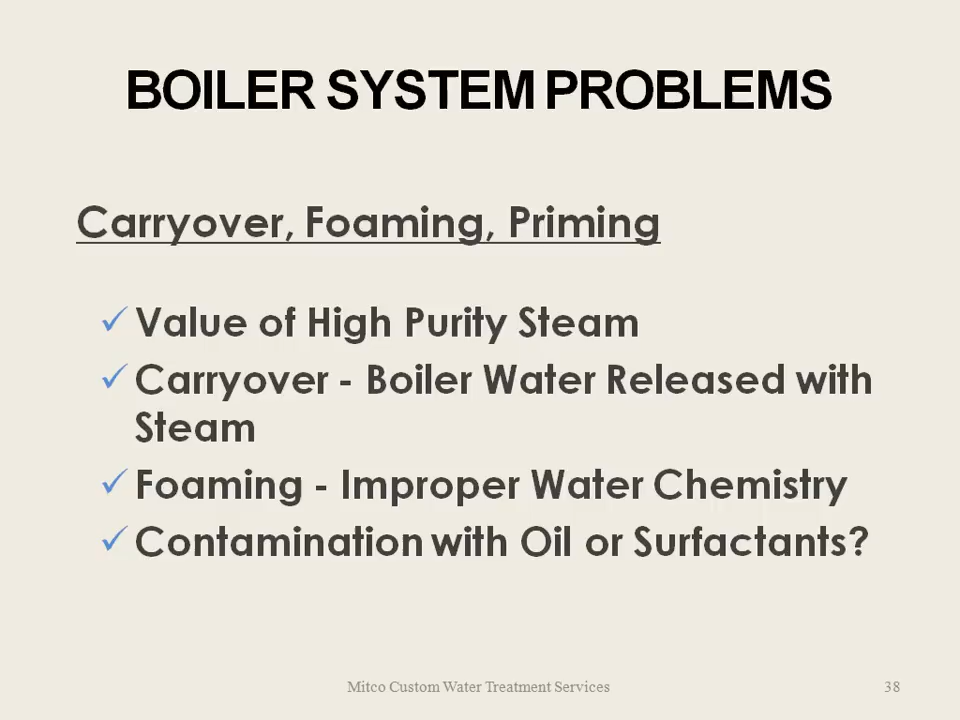 BOILER SYSTEM PROBLEMS
Carryover, Foaming, Priming
✓ Value of High Purity Steam
✓ Carryover - Boiler Water Released with
Steam
✓ Foaming - Improper Water Chemistry
✓ Contamination with Oil or Surfactants?
Mitco Custom Water Treatment Services
38